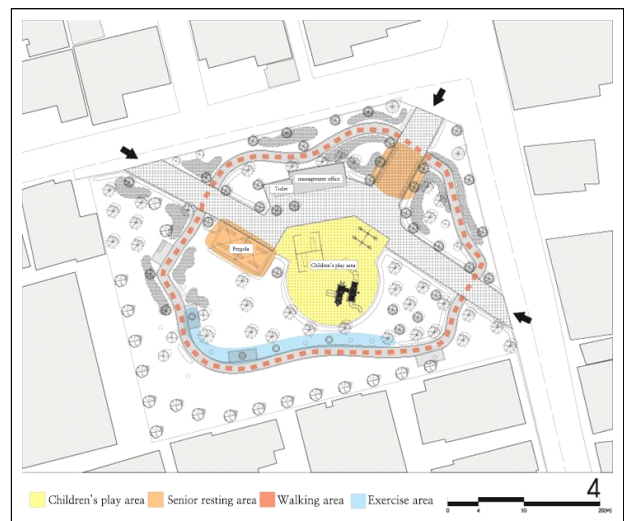 management office
Toilet
Pergola
Children's play area
Children's play area Senior resting area Walking area Exercise area
4
0 4 10 20(M)